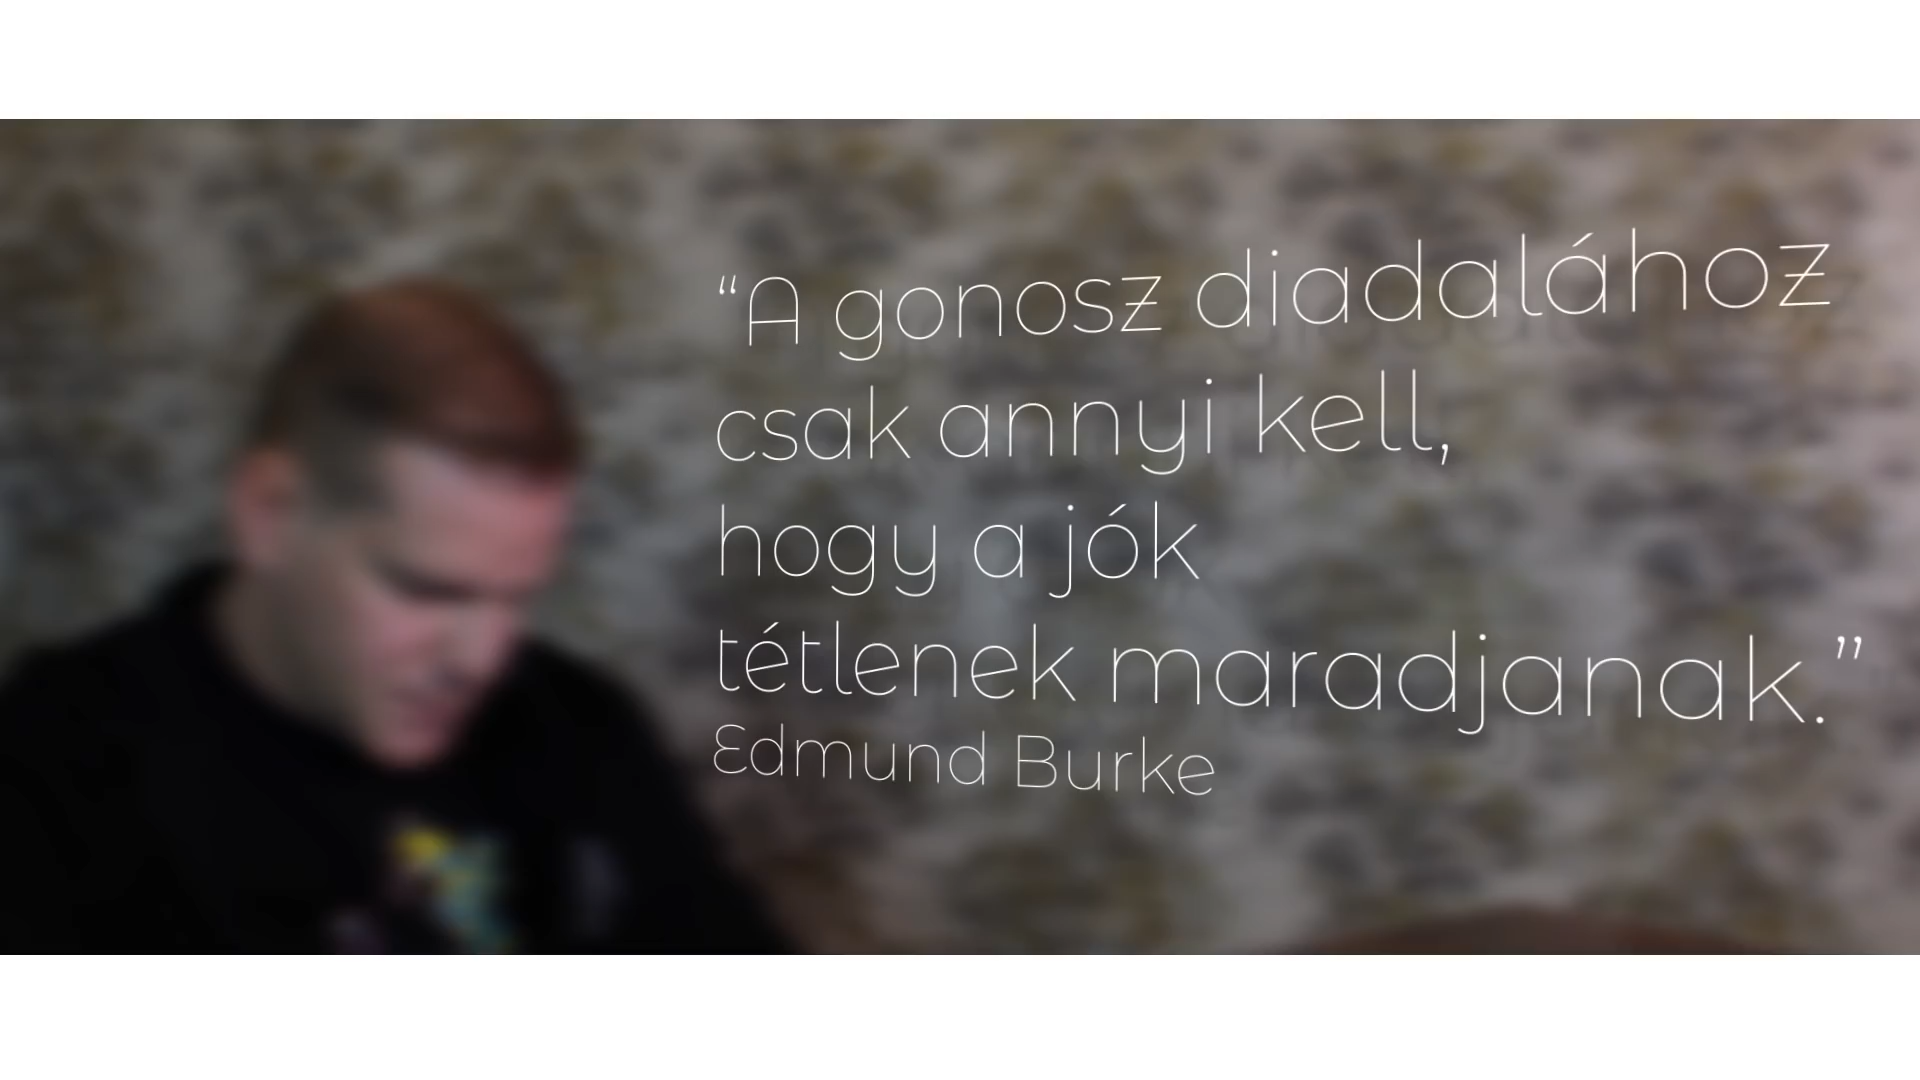 “A gonosz diadalához
csak annyi kell,
hogy a jók
tétlenek maradjanak.”
Edmund Burke